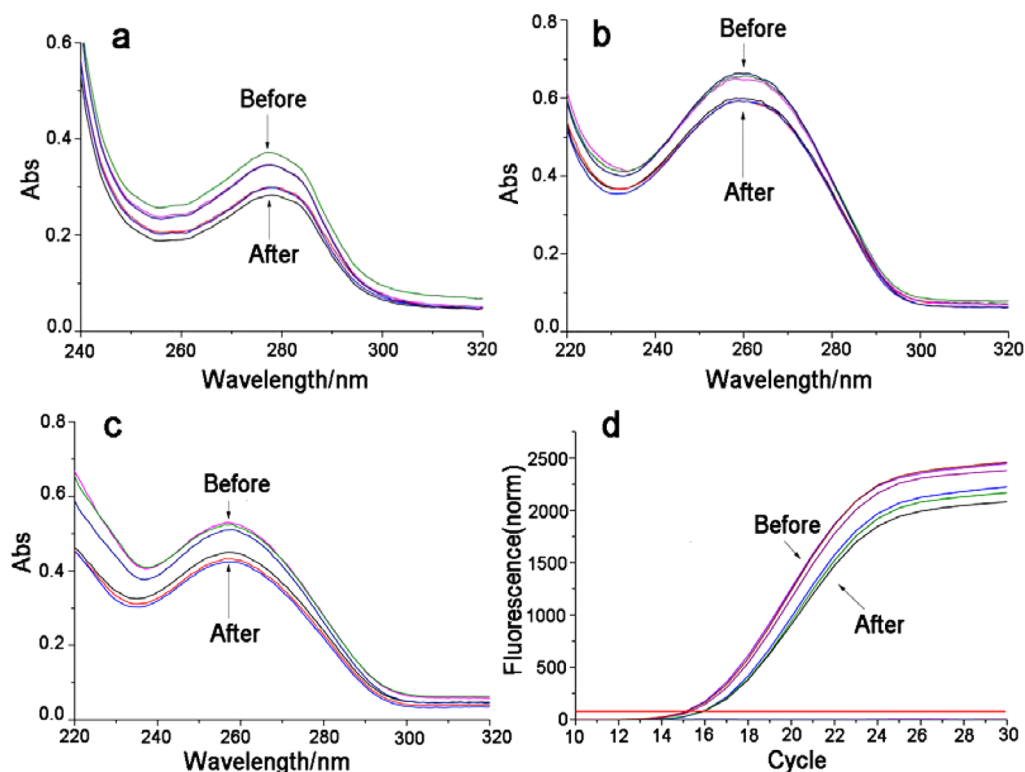 a
Before
After
Abs
0.6
0.4
0.2
0.0
240 260 280 300 320
Wavelength/nm
b
Before
After
Abs
0.8
0.6
0.4
0.2
0.0
220 240 260 280 300 320
Wavelength/nm
c
Before
After
Abs
0.8
0.6
0.4
0.2
0.0
220 240 260 280 300 320
Wavelength/nm
d
Before
After
Fluorescence(norm)
2500
2000
1500
1000
500
0
10 12 14 16 18 20 22 24 26 28 30
Cycle